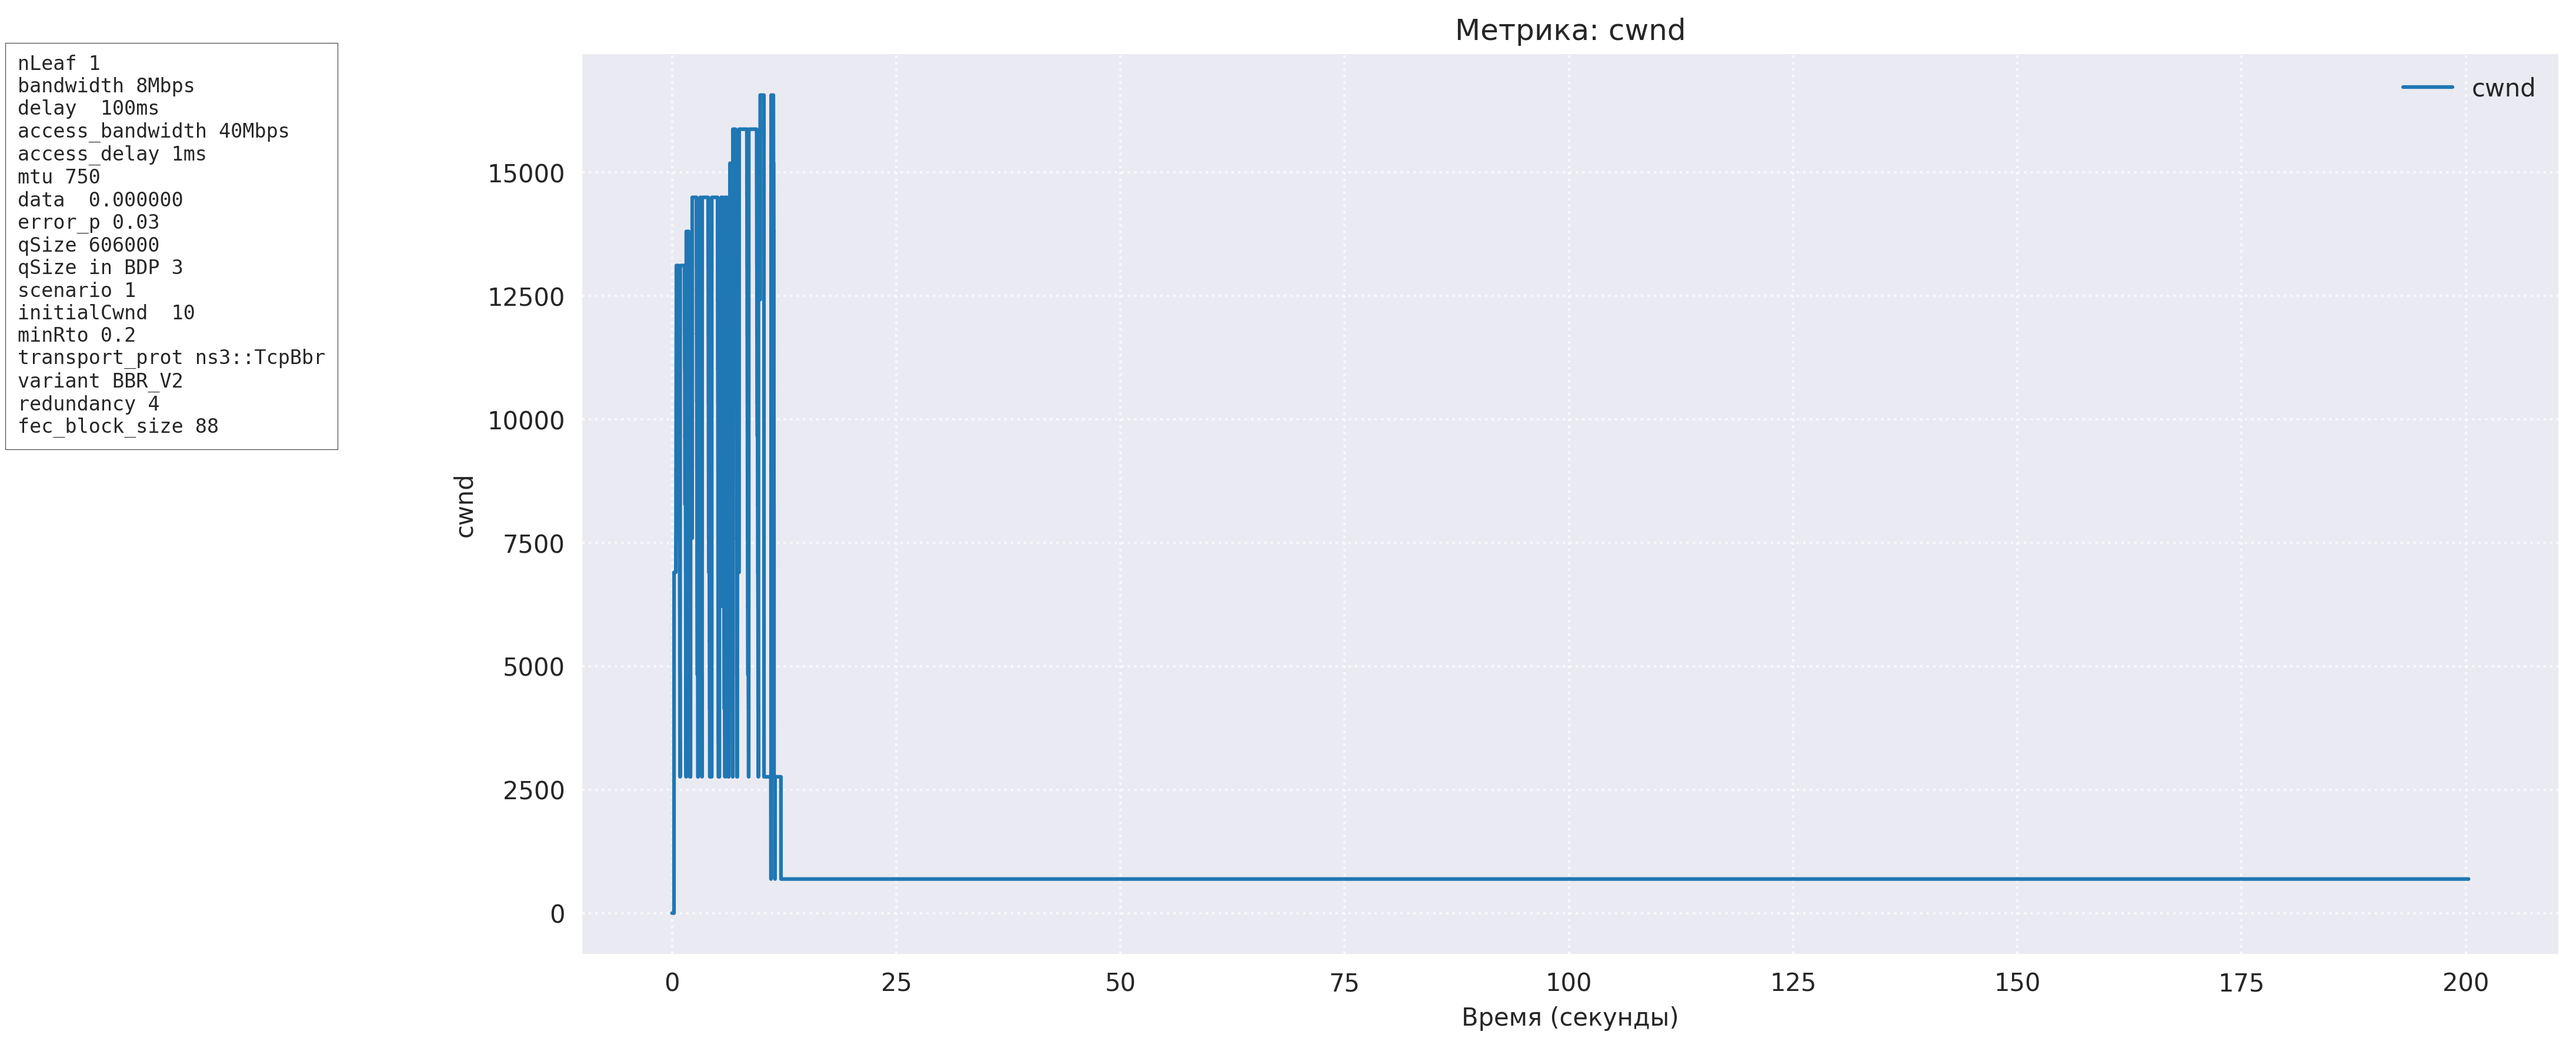 Метрика: cwnd
nLeaf 1
bandwidth 8Mbps
delay  100ms
access_bandwidth 40Mbps
access_delay 1ms
mtu 750
data  0.000000
error_p 0.03
qSize 606000
qSize in BDP 3
scenario 1
initialCwnd  10
minRto 0.2
transport_prot ns3::TcpBbr
variant BBR_V2
redundancy 4
fec_block_size 88
cwnd
cwnd
15000
12500
10000
7500
5000
2500
0
0 25 50 75 100 125 150 175 200
Время (секунды)